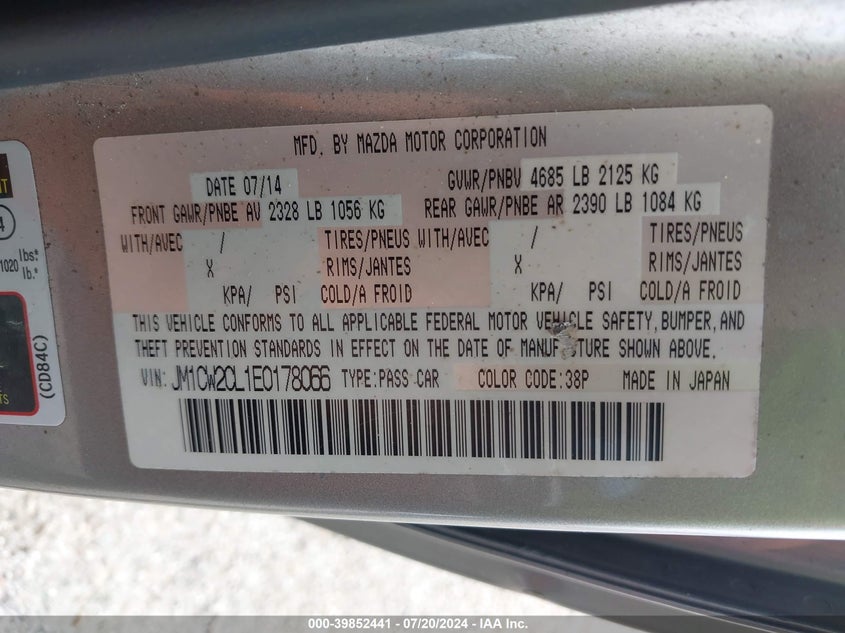 MFD. BY MAZDA MOTOR CORPORATION
DATE 07/14 GVWR/PNBV 4685 LB 2125 KG
FRONT GAWR/PNBE AV 2328 LB 1056 KG REAR GAWR/PNBE AR 2390 LB 1084 KG
WITH/AVEC / TIRES/PNEUS WITH/AVEC / TIRES/PNEUS
X RIMS/JANTES X RIMS/JANTES
KPA/ PSI COLD/A FROID KPA/ PSI COLD/A FROID
THIS VEHICLE CONFORMS TO ALL APPLICABLE FEDERAL MOTOR VEHICLE SAFETY, BUMPER, AND
THEFT PREVENTION STANDARDS IN EFFECT ON THE DATE OF MANUFACTURE SHOWN ABOVE.
VIN: JM1CW2CL1E0178066 TYPE:PASS CAR COLOR CODE:38P MADE IN JAPAN
1020 lbs.*
lb.*
(CD84C)
000-39852441 - 07/20/2024 - IAA Inc.